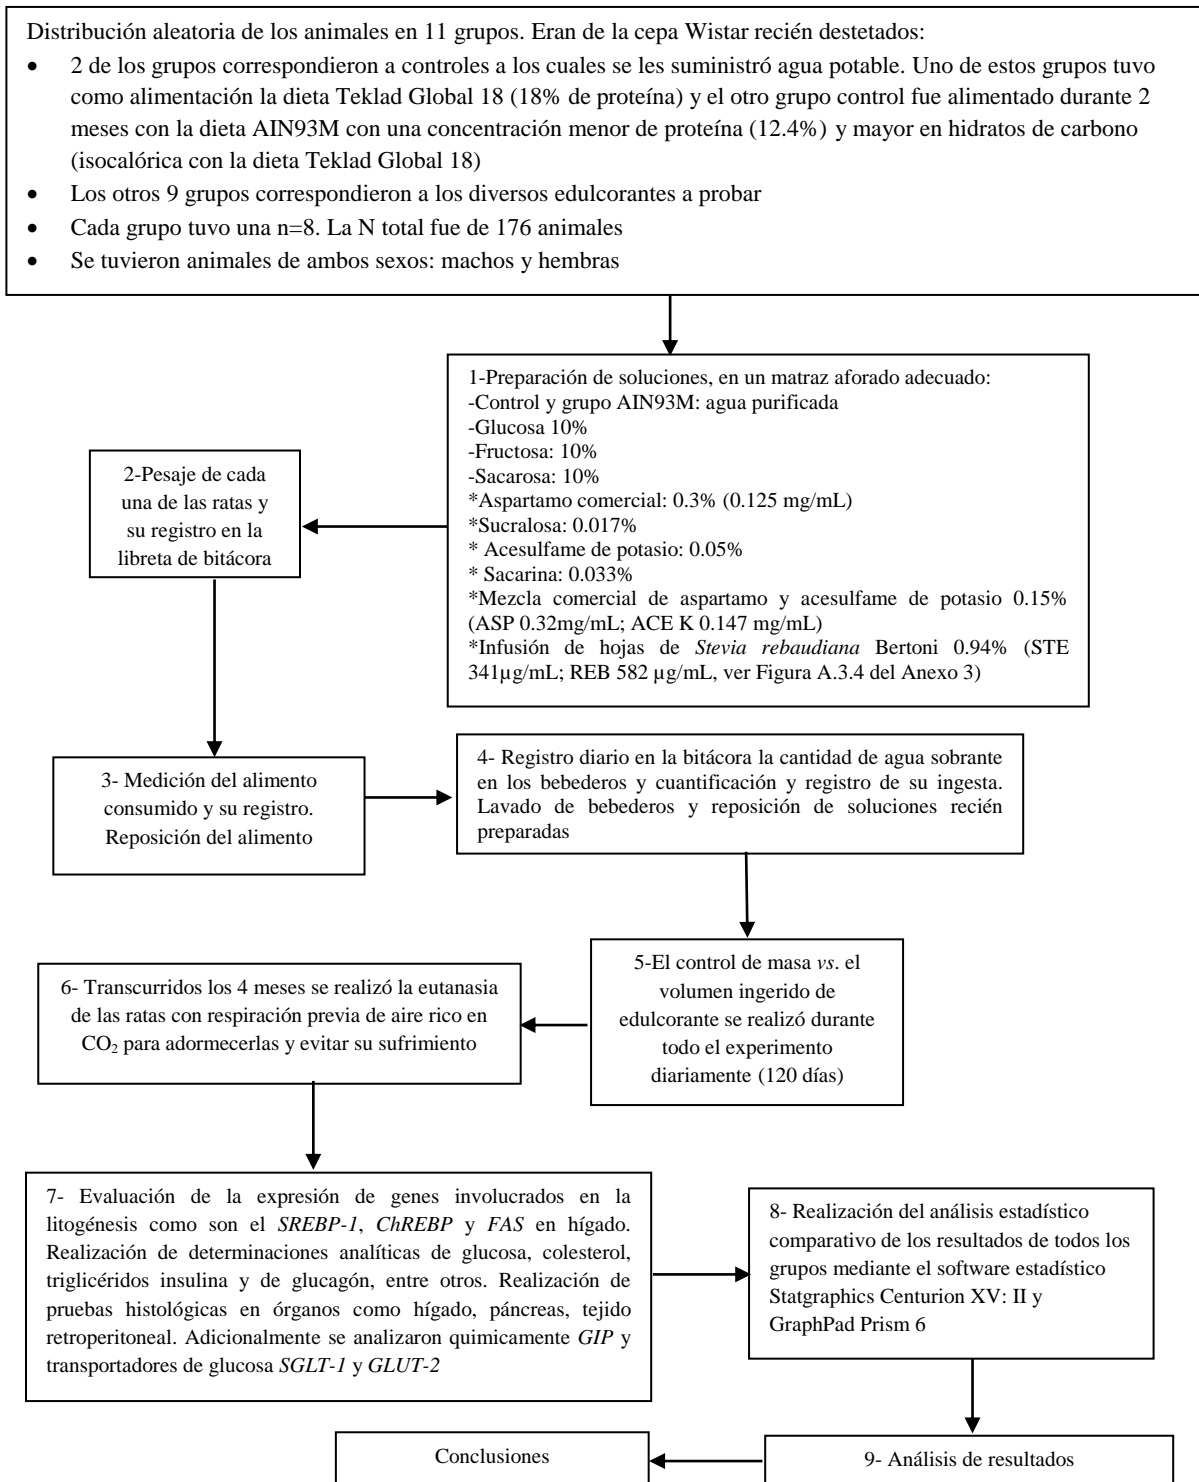 Distribución aleatoria de los animales en 11 grupos. Eran de la cepa Wistar recién destetados:
• 2 de los grupos correspondieron a controles a los cuales se les suministró agua potable. Uno de estos grupos tuvo
como alimentación la dieta Teklad Global 18 (18% de proteína) y el otro grupo control fue alimentado durante 2
meses con la dieta AIN93M con una concentración menor de proteína (12.4%) y mayor en hidratos de carbono
(isocalórica con la dieta Teklad Global 18)
• Los otros 9 grupos correspondieron a los diversos edulcorantes a probar
• Cada grupo tuvo una n=8. La N total fue de 176 animales
• Se tuvieron animales de ambos sexos: machos y hembras
1-Preparación de soluciones, en un matraz aforado adecuado:
-Control y grupo AIN93M: agua purificada
-Glucosa 10%
-Fructosa: 10%
-Sacarosa: 10%
*Aspartamo comercial: 0.3% (0.125 mg/mL)
*Sucralosa: 0.017%
* Acesulfame de potasio: 0.05%
* Sacarina: 0.033%
*Mezcla comercial de aspartamo y acesulfame de potasio 0.15%
(ASP 0.32mg/mL; ACE K 0.147 mg/mL)
*Infusión de hojas de Stevia rebaudiana Bertoni 0.94% (STE
341µg/mL; REB 582 µg/mL, ver Figura A.3.4 del Anexo 3)
2-Pesaje de cada
una de las ratas y
su registro en la
libreta de bitácora
3- Medición del alimento
consumido y su registro.
Reposición del alimento
4- Registro diario en la bitácora la cantidad de agua sobrante
en los bebederos y cuantificación y registro de su ingesta.
Lavado de bebederos y reposición de soluciones recién
preparadas
5-El control de masa vs. el
volumen ingerido de
edulcorante se realizó durante
todo el experimento
diariamente (120 días)
6- Transcurridos los 4 meses se realizó la eutanasia
de las ratas con respiración previa de aire rico en
CO₂ para adormecerlas y evitar su sufrimiento
7- Evaluación de la expresión de genes involucrados en la
litogénesis como son el SREBP-1, ChREBP y FAS en hígado.
Realización de determinaciones analíticas de glucosa, colesterol,
triglicéridos insulina y de glucagón, entre otros. Realización de
pruebas histológicas en órganos como hígado, páncreas, tejido
retroperitoneal. Adicionalmente se analizaron quimicamente GIP y
transportadores de glucosa SGLT-1 y GLUT-2
8- Realización del análisis estadístico
comparativo de los resultados de todos los
grupos mediante el software estadístico
Statgraphics Centurion XV: II y
GraphPad Prism 6
9- Análisis de resultados
Conclusiones